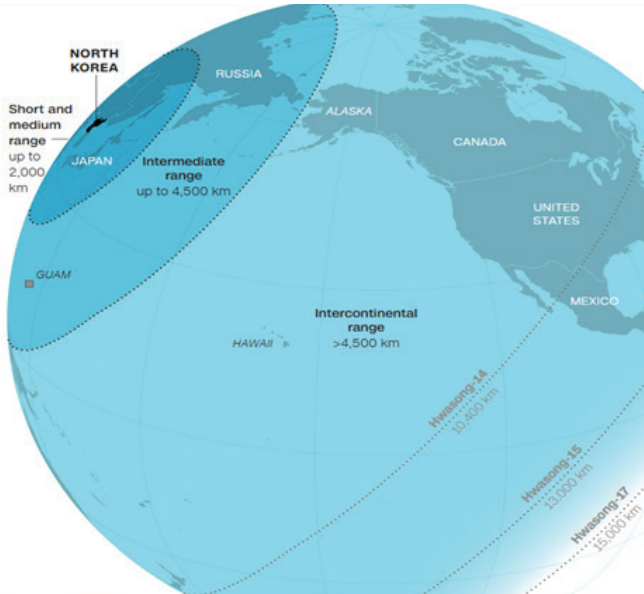 NORTH
KOREA
RUSSIA
Short and
medium
range
up to
2,000
km
JAPAN
Intermediate
range
up to 4,500 km
ALASKA
CANADA
UNITED
STATES
MEXICO
GUAM
HAWAII
Intercontinental
range
>4,500 km
Hwasong-14
10,400 km
Hwasong-15
13,000 km
Hwasong-17
15,000 km